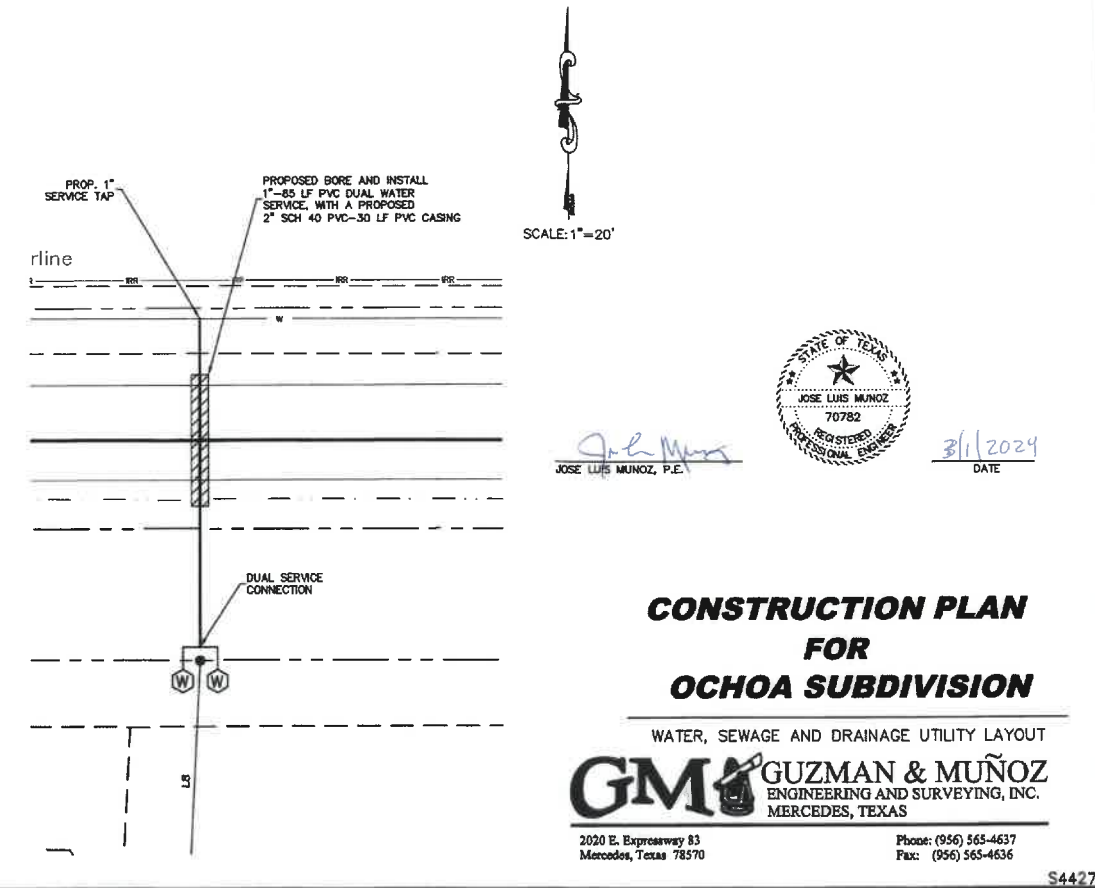 PROP. 1"
SERVICE TAP
PROPOSED BORE AND INSTALL
1"-85 LF PVC DUAL WATER
SERVICE, WITH A PROPOSED
2" SCH 40 PVC-30 LF PVC CASING
SCALE: 1"=20'
rline
IRR IRR IRR IRR
W
DUAL SERVICE
CONNECTION
W W
L8
STATE OF TEXAS
JOSE LUIS MUNOZ
70782
REGISTERED
PROFESSIONAL ENGINEER
JOSE LUIS MUNOZ, P.E.
3/1/2024
DATE
CONSTRUCTION PLAN
FOR
OCHOA SUBDIVISION
WATER, SEWAGE AND DRAINAGE UTILITY LAYOUT
GM
GUZMAN & MUÑOZ
ENGINEERING AND SURVEYING, INC.
MERCEDES, TEXAS
2020 E. Expressway 83
Mercedes, Texas 78570
Phone: (956) 565-4637
Fax: (956) 565-4636
S4427